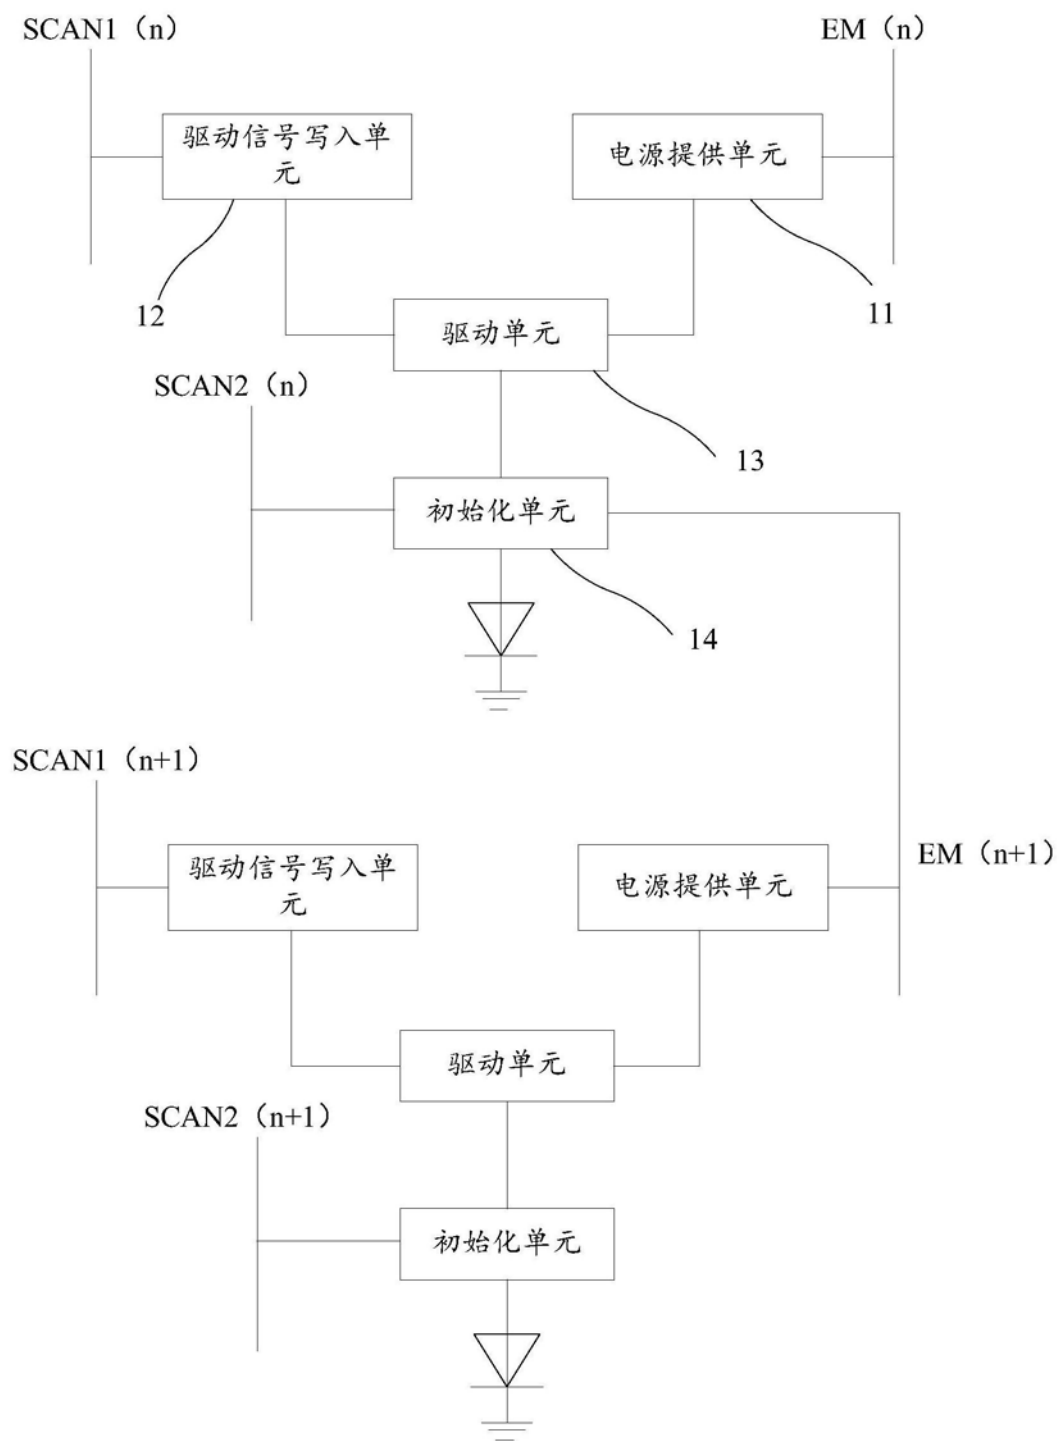 SCAN1（n）
EM（n）
驱动信号写入单
元
电源提供单元
12
11
驱动单元
SCAN2（n）
13
初始化单元
14
SCAN1（n+1）
EM（n+1）
驱动信号写入单
元
电源提供单元
驱动单元
SCAN2（n+1）
初始化单元